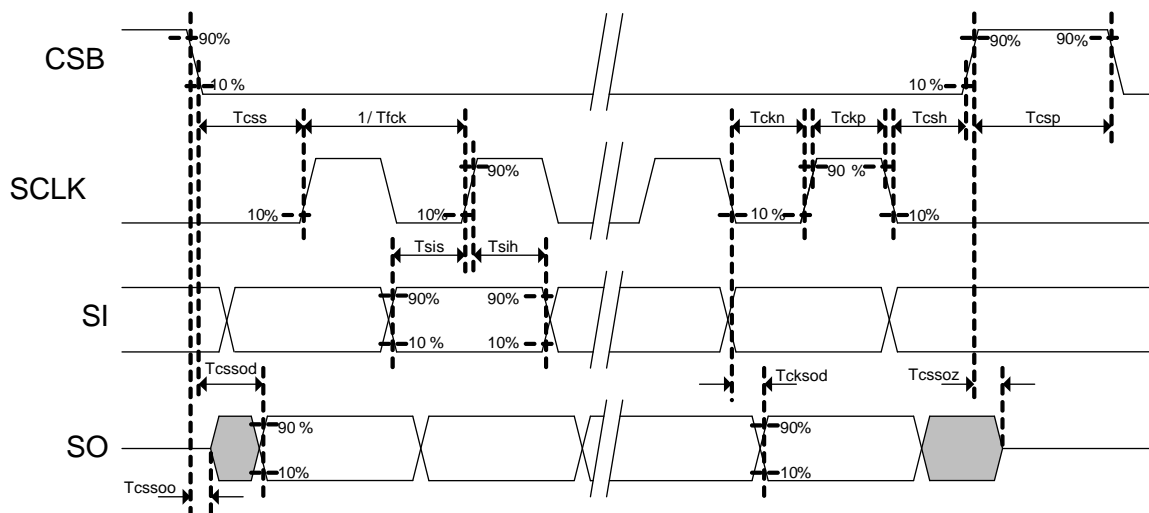 CSB
90%
10 %
10 %
90%
90%
Tcss
1/ Tfck
Tckn
Tckp
Tcsh
Tcsp
SCLK
10%
10%
90%
10 %
90 %
10%
Tsis
Tsih
SI
90%
10 %
90%
10%
Tcssod
Tcksod
Tcssoz
SO
90 %
10%
90%
10%
Tcssoo